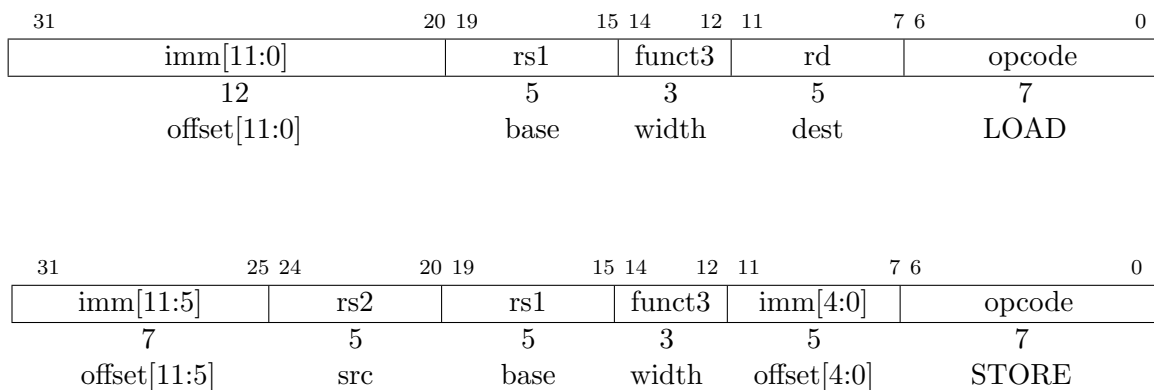 31 20 19 15 14 12 11 7 6 0
imm[11:0] rs1 funct3 rd opcode
12 5 3 5 7
offset[11:0] base width dest LOAD
31 25 24 20 19 15 14 12 11 7 6 0
imm[11:5] rs2 rs1 funct3 imm[4:0] opcode
7 5 5 3 5 7
offset[11:5] src base width offset[4:0] STORE